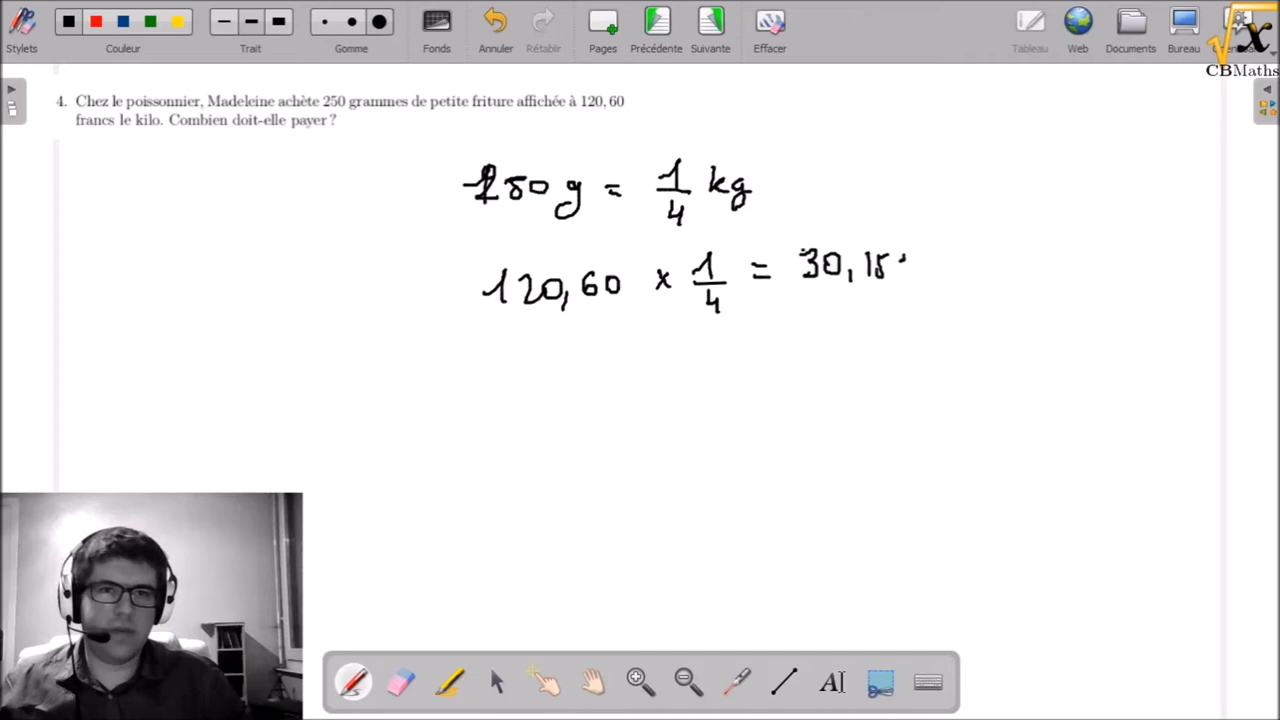 Stylets Couleur Trait Gomme Fonds Annuler Rétablir Pages Précédente Suivante Effacer Tableau Web Documents Bureau
CBMaths
4. Chez le poissonnier, Madeleine achète 250 grammes de petite friture affichée à 120,60
francs le kilo. Combien doit-elle payer ?
250 g = 1/4 kg
120,60 × 1/4 = 30,15.